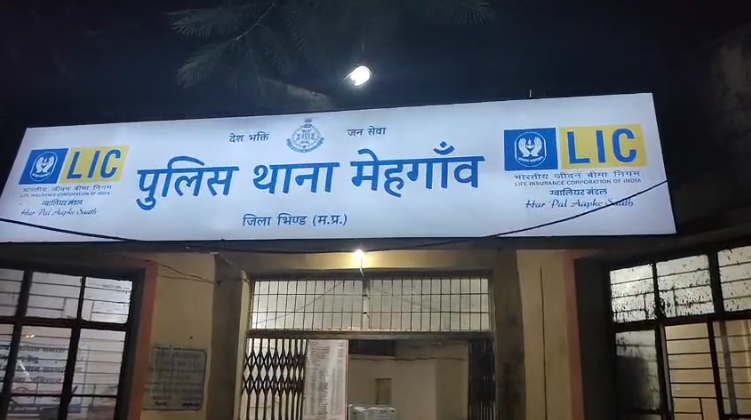 देश भक्ति जन सेवा
LIC
भारतीय जीवन बीमा निगम
LIFE INSURANCE CORPORATION OF INDIA
ग्वालियर मंडल
Har Pal Aapke Saath
पुलिस थाना मेहगाँव
जिला भिण्ड (म.प्र.)
LIC
भारतीय जीवन बीमा निगम
LIFE INSURANCE CORPORATION OF INDIA
ग्वालियर मंडल
Har Pal Aapke Saath